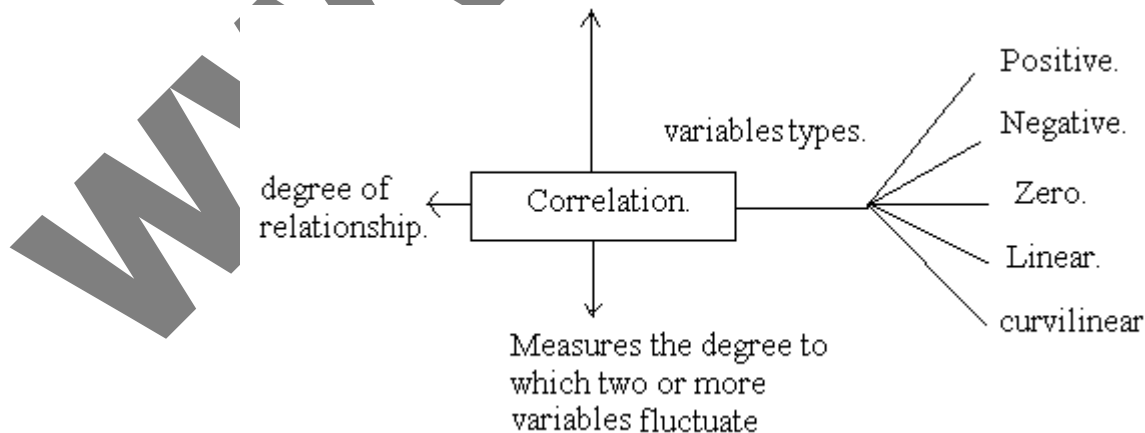 Positive.
variables types.
Negative.
degree of
relationship.
Correlation.
Zero.
Linear.
curvilinear
Measures the degree to
which two or more
variables fluctuate